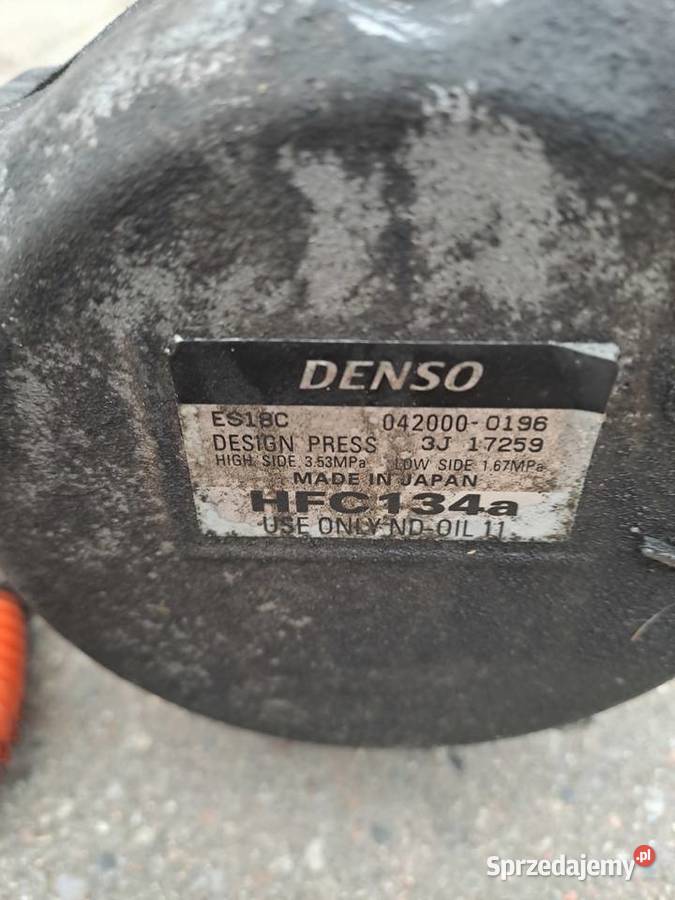 DENSO
ES18C 042000-0196
DESIGN PRESS 3J 17259
HIGH SIDE 3.53MPa LOW SIDE 1.67MPa
MADE IN JAPAN
HFC134a
USE ONLY ND-OIL 11
Sprzedajemy.pl